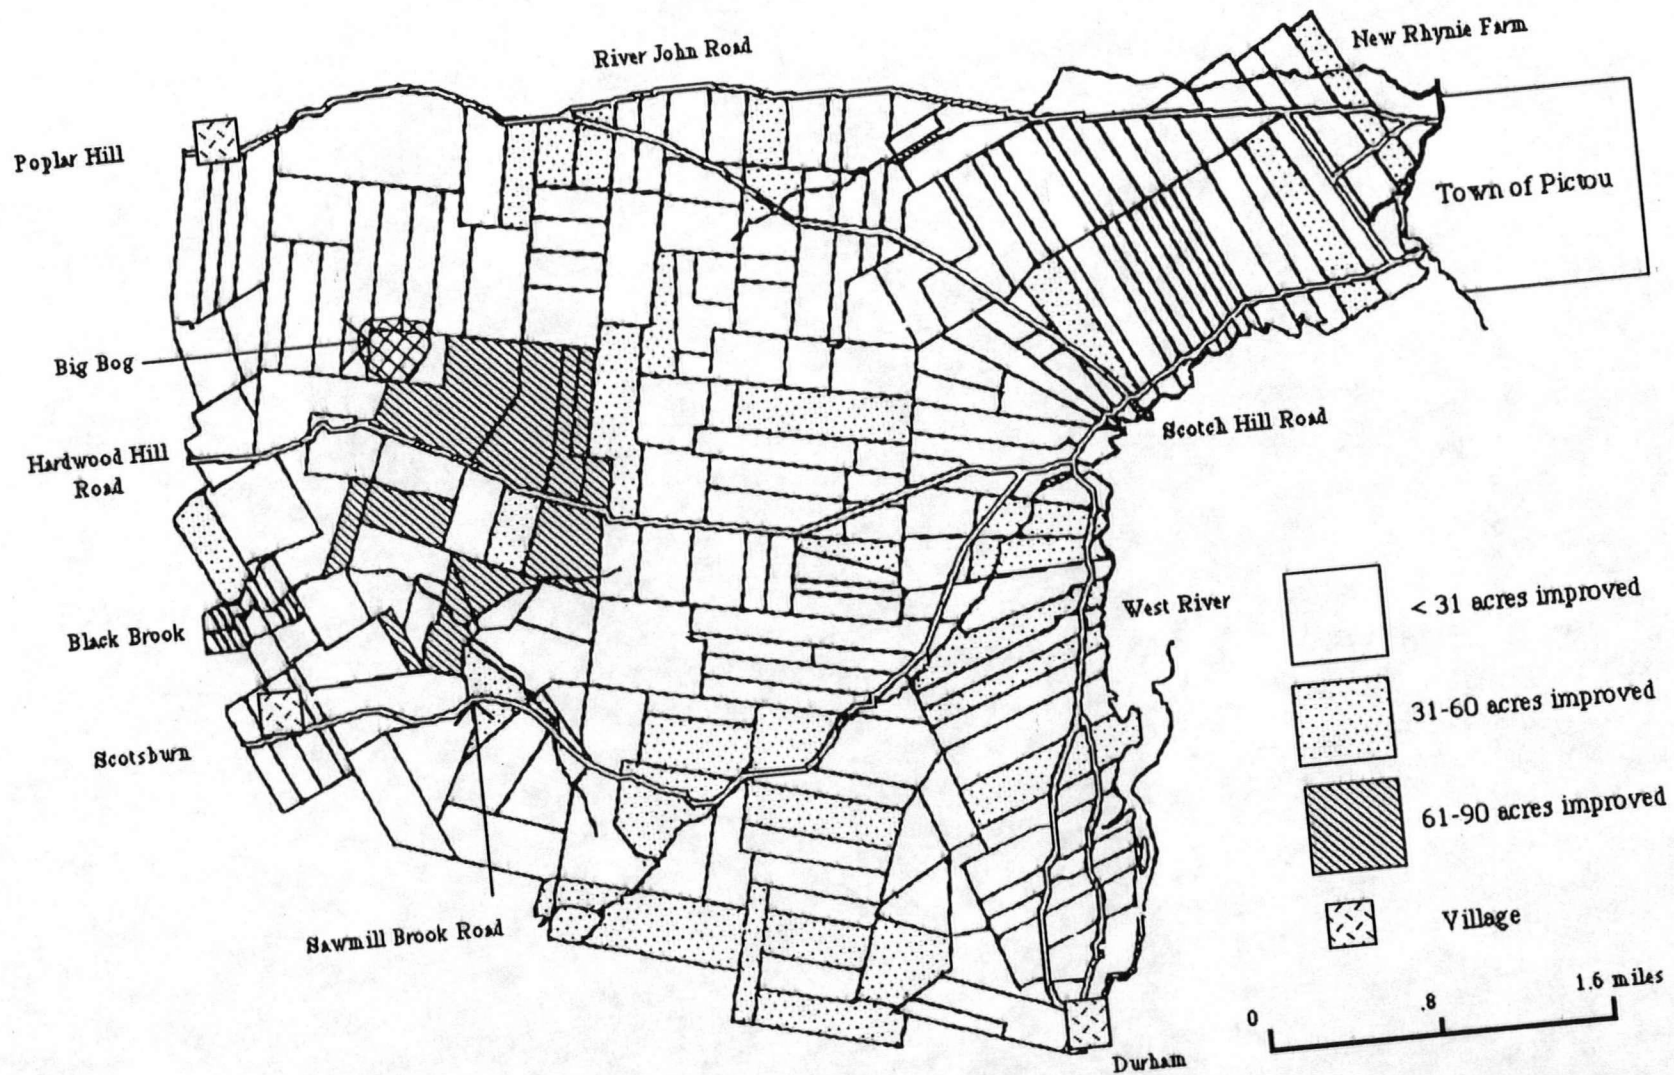 River John Road
New Rhynie Farm
Poplar Hill
Town of Pictou
Big Bog
Scotch Hill Road
Hardwood Hill
Road
West River
< 31 acres improved
Black Brook
31-60 acres improved
Scotsburn
61-90 acres improved
Village
Sawmill Brook Road
0
.8
1.6 miles
Durham